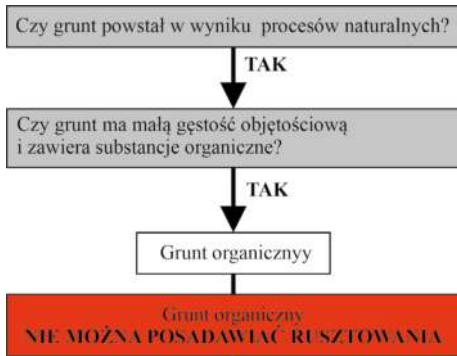 Czy grunt powstał w wyniku procesów naturalnych?
TAK
Czy grunt ma małą gęstość objętościową
i zawiera substancje organiczne?
TAK
Grunt organicznyy
Grunt organiczny
NIE MOŻNA POSADAWIAĆ RUSZTOWANIA